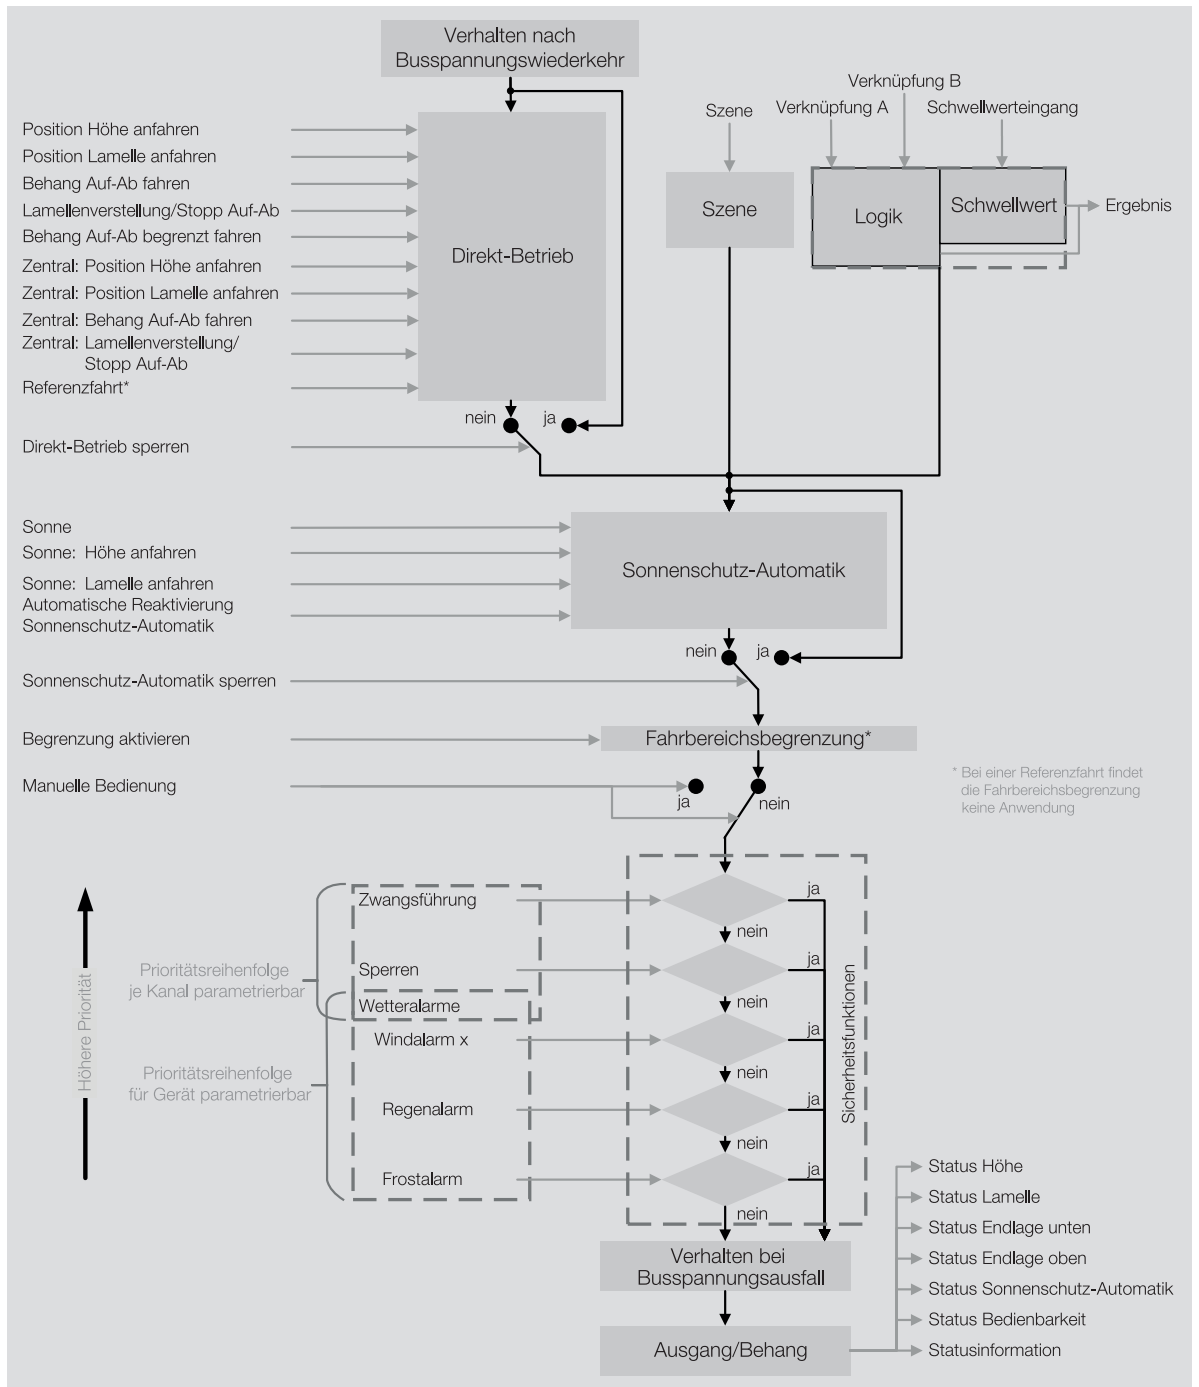 Verhalten nach
Busspannungswiederkehr
Verknüpfung B
Szene
Verknüpfung A
Schwellwerteingang
Position Höhe anfahren
Position Lamelle anfahren
Behang Auf-Ab fahren
Lamellenverstellung/Stopp Auf-Ab
Behang Auf-Ab begrenzt fahren
Zentral: Position Höhe anfahren
Zentral: Position Lamelle anfahren
Zentral: Behang Auf-Ab fahren
Zentral: Lamellenverstellung/
Stopp Auf-Ab
Referenzfahrt*
Direkt-Betrieb
Szene
Logik
Schwellwert
Ergebnis
nein
ja
Direkt-Betrieb sperren
Sonne
Sonne: Höhe anfahren
Sonne: Lamelle anfahren
Automatische Reaktivierung
Sonnenschutz-Automatik
Sonnenschutz-Automatik
nein
ja
Sonnenschutz-Automatik sperren
Begrenzung aktivieren
Fahrbereichsbegrenzung*
Manuelle Bedienung
ja
nein
* Bei einer Referenzfahrt findet
die Fahrbereichsbegrenzung
keine Anwendung
Höhere Priorität
Prioritätsreihenfolge
je Kanal parametrierbar
Prioritätsreihenfolge
für Gerät parametrierbar
Zwangsführung
Sperren
Wetteralarme
Windalarm x
Regenalarm
Frostalarm
ja
nein
ja
nein
ja
nein
ja
nein
ja
nein
Sicherheitsfunktionen
Verhalten bei
Busspannungsausfall
Ausgang/Behang
Status Höhe
Status Lamelle
Status Endlage unten
Status Endlage oben
Status Sonnenschutz-Automatik
Status Bedienbarkeit
Statusinformation